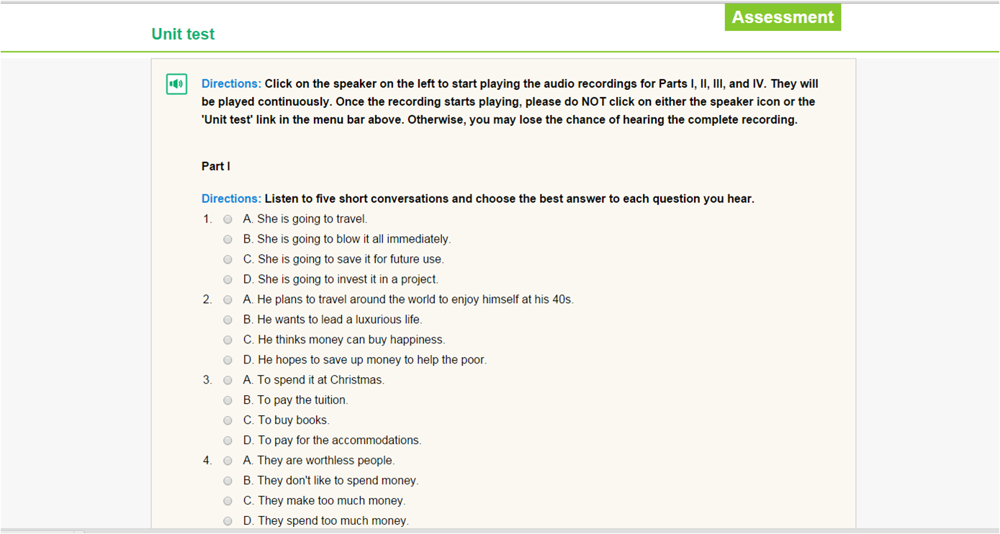 Assessment
Unit test
Directions: Click on the speaker on the left to start playing the audio recordings for Parts I, II, III, and IV. They will
be played continuously. Once the recording starts playing, please do NOT click on either the speaker icon or the
'Unit test' link in the menu bar above. Otherwise, you may lose the chance of hearing the complete recording.
Part I
Directions: Listen to five short conversations and choose the best answer to each question you hear.
1. A. She is going to travel.
B. She is going to blow it all immediately.
C. She is going to save it for future use.
D. She is going to invest it in a project.
2. A. He plans to travel around the world to enjoy himself at his 40s.
B. He wants to lead a luxurious life.
C. He thinks money can buy happiness.
D. He hopes to save up money to help the poor.
3. A. To spend it at Christmas.
B. To pay the tuition.
C. To buy books.
D. To pay for the accommodations.
4. A. They are worthless people.
B. They don't like to spend money.
C. They make too much money.
D. They spend too much money.